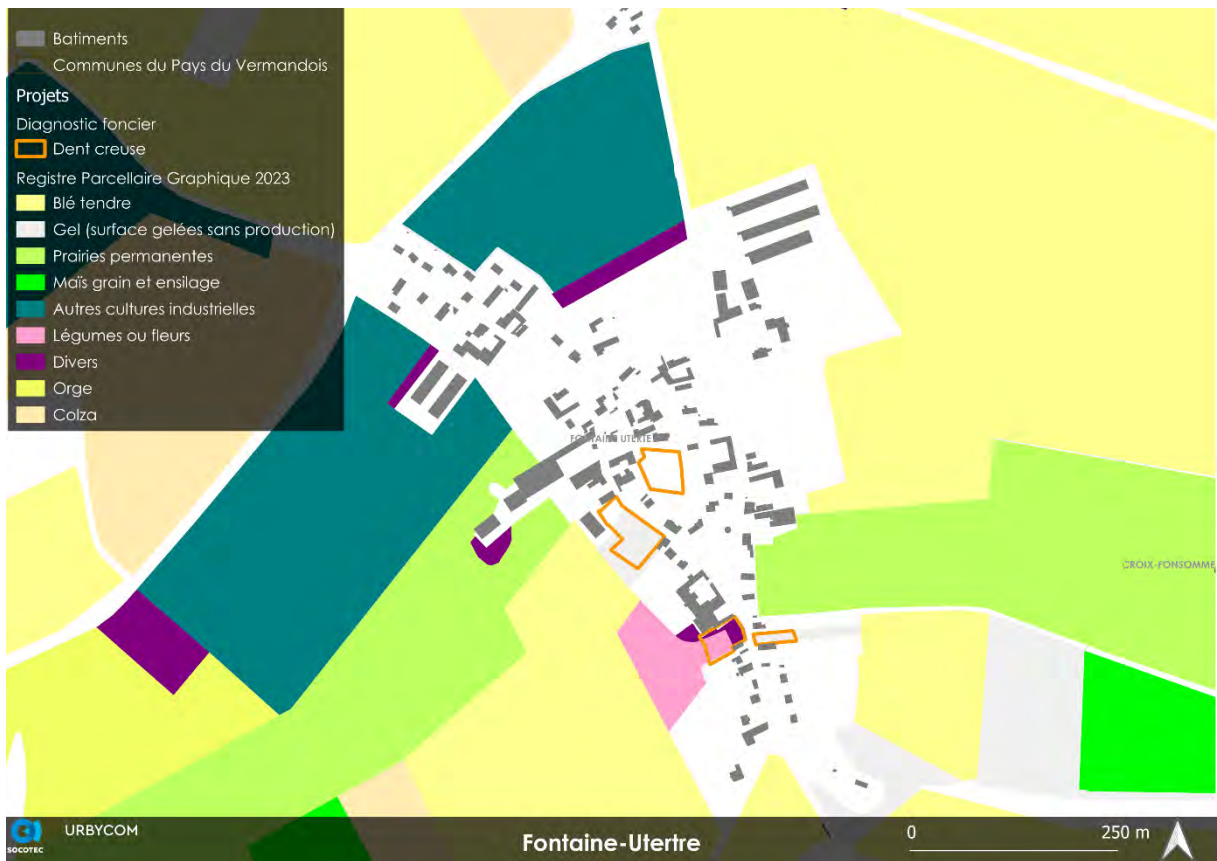 Batiments
Communes du Pays du Vermandois
Projets
Diagnostic foncier
Dent creuse
Registre Parcellaire Graphique 2023
Blé tendre
Gel (surface gelées sans production)
Prairies permanentes
Maïs grain et ensilage
Autres cultures industrielles
Légumes ou fleurs
Divers
Orge
Colza
FONTAINE UTERTE
CROIX-FONSOMME
SOCOTEC
URBYCOM
Fontaine-Utertre
0 250 m